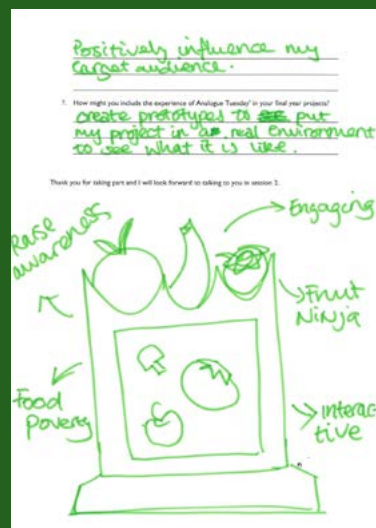 Positively influence my
target audience.
7. How might you include the experience of Analogue Tuesday' in your final year projects?
create prototypes to put
my project in a real environment
to see what it is like.
Thank you for taking part and I will look forward to talking to you in session 2.
Raise
awareness
Engaging
Fruit
Ninja
Food
Poverty
Interac-
tive